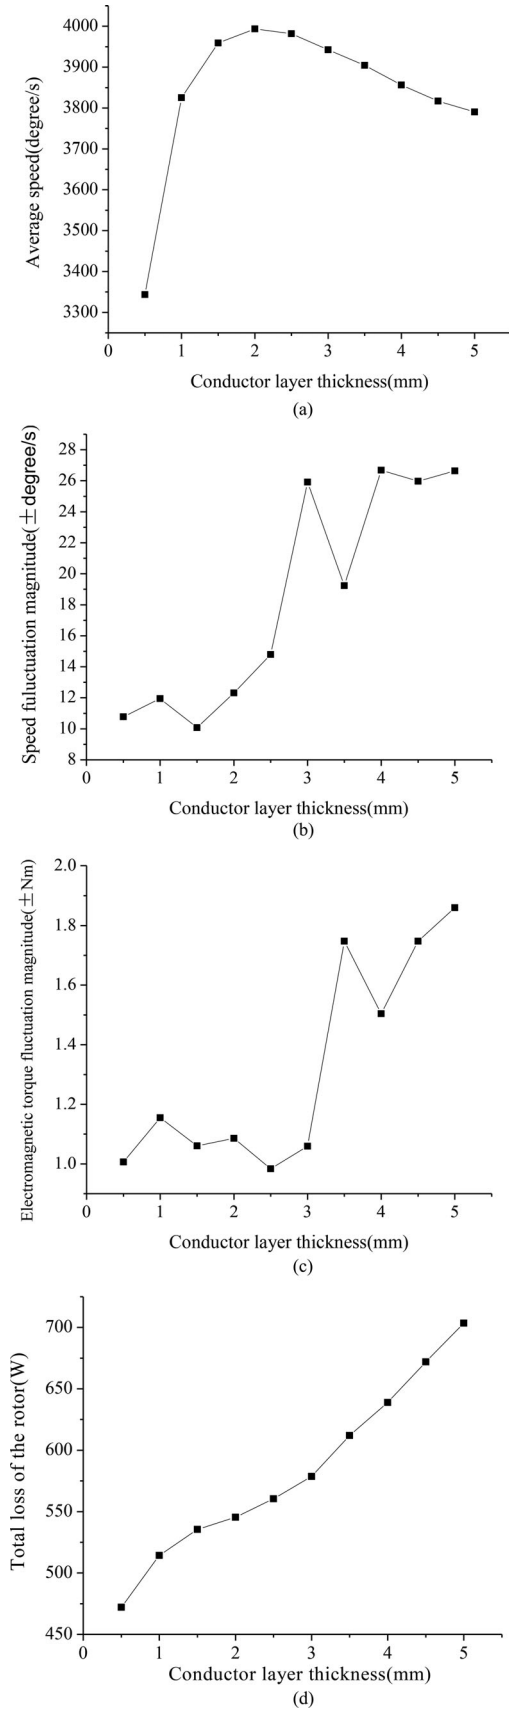 4000
3900
3800
3700
3600
3500
3400
3300
Average speed(degree/s)
0 1 2 3 4 5
Conductor layer thickness(mm)
(a)
28
26
24
22
20
18
16
14
12
10
8
Speed fuluctuation magnitude(±degree/s)
0 1 2 3 4 5
Conductor layer thickness(mm)
(b)
2.0
1.8
1.6
1.4
1.2
1.0
Electromagnetic torque fluctuation magnitude(±Nm)
0 1 2 3 4 5
Conductor layer thickness(mm)
(c)
700
650
600
550
500
450
Total loss of the rotor(W)
0 1 2 3 4 5
Conductor layer thickness(mm)
(d)